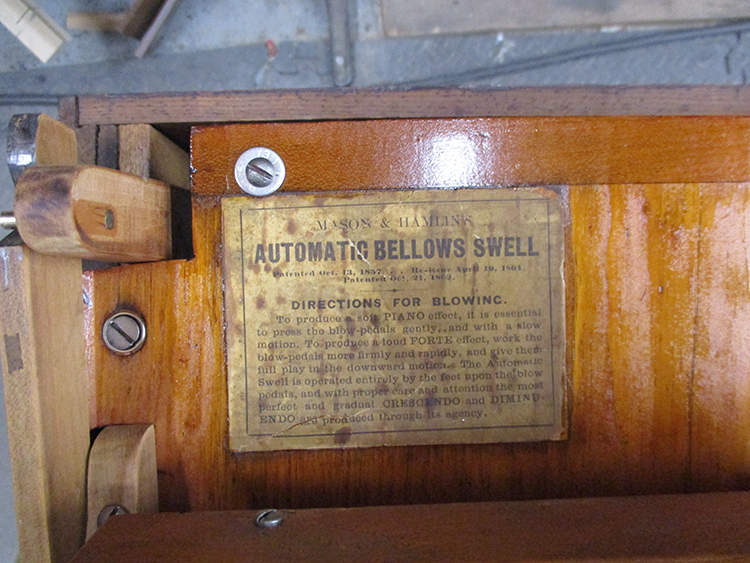 MASON & HAMLIN'S
AUTOMATIC BELLOWS SWELL
Patented Oct. 13, 1857 . . Re-issue April 19, 1864.
Patented Oct. 21, 1862.
DIRECTIONS FOR BLOWING.
To produce a soft PIANO effect, it is essential
to press the blow-pedals gently, and with a slow
motion. To produce a loud FORTE effect, work the
blow-pedals more firmly and rapidly, and give them
full play in the downward motion. The Automatic
Swell is operated entirely by the feet upon the blow
pedals, and with proper care and attention the most
perfect and gradual CRESCENDO and DIMINU-
ENDO are produced through its agency.